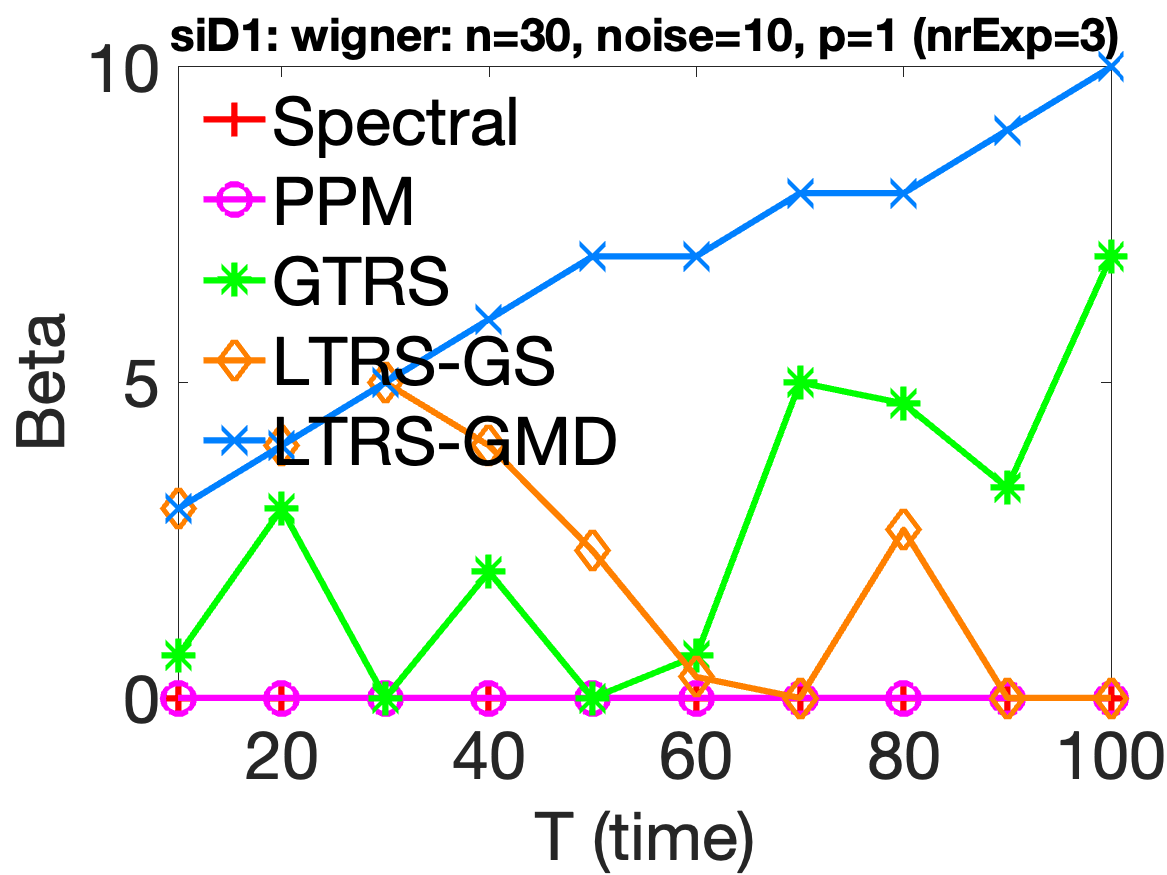 siD1: wigner: n=30, noise=10, p=1 (nrExp=3)
10
5
0
Beta
Spectral
PPM
GTRS
LTRS-GS
LTRS-GMD
20 40 60 80 100
T (time)